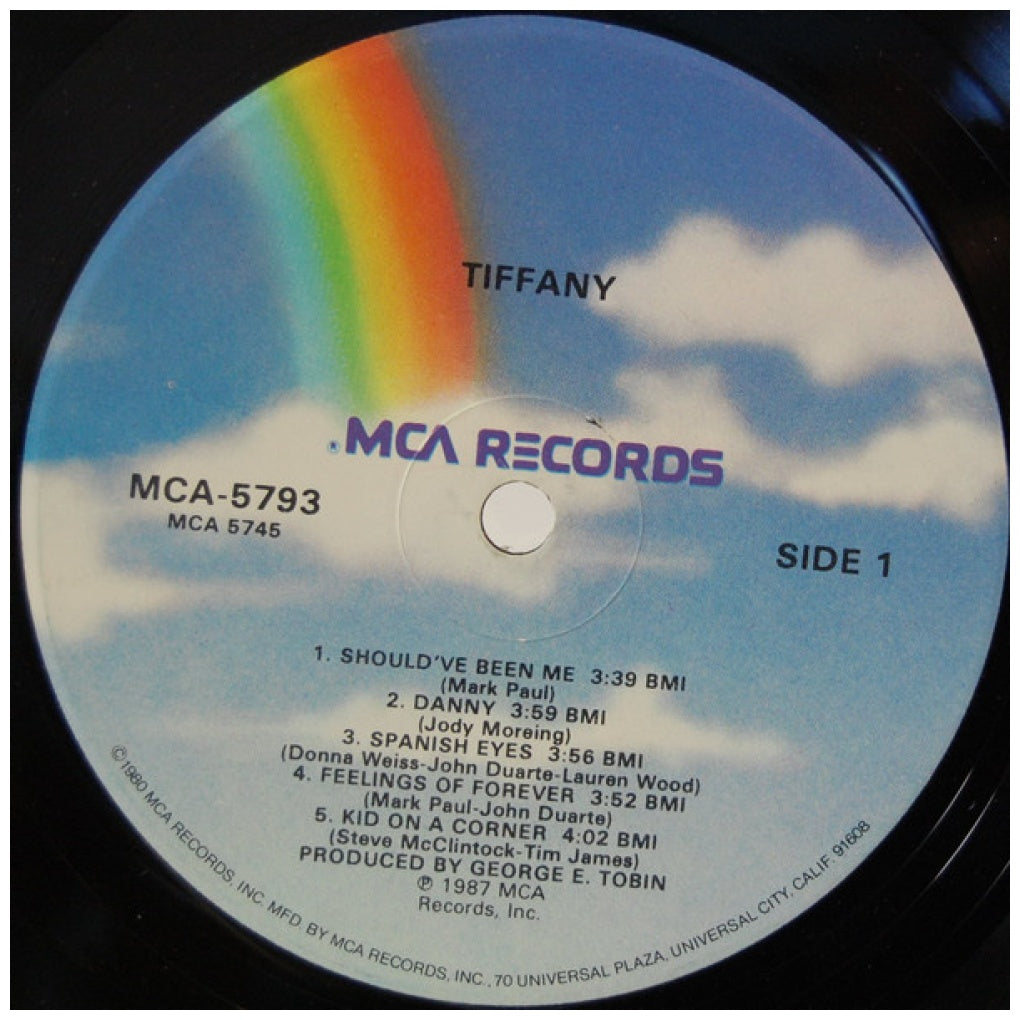 TIFFANY
® MCA RECORDS
MCA-5793
MCA 5745
SIDE 1
1. SHOULD'VE BEEN ME 3:39 BMI
(Mark Paul)
2. DANNY 3:59 BMI
(Jody Moreing)
3. SPANISH EYES 3:56 BMI
(Donna Weiss-John Duarte-Lauren Wood)
4. FEELINGS OF FOREVER 3:52 BMI
(Mark Paul-John Duarte)
5. KID ON A CORNER 4:02 BMI
(Steve McClintock-Tim James)
PRODUCED BY GEORGE E. TOBIN
℗ 1987 MCA
Records, Inc.
©1980 MCA RECORDS, INC. MFD. BY MCA RECORDS, INC., 70 UNIVERSAL PLAZA, UNIVERSAL CITY, CALIF. 91608